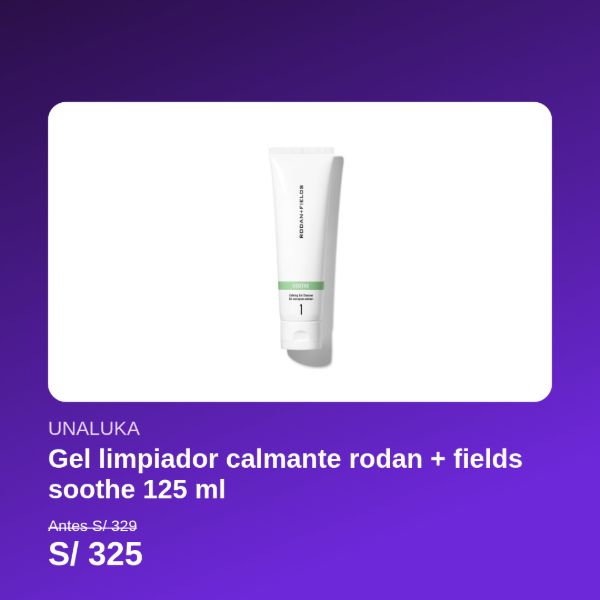 RODAN+FIELDS
SOOTHE
1
UNALUKA
Gel limpiador calmante rodan + fields
soothe 125 ml
Antes S/ 329
S/ 325